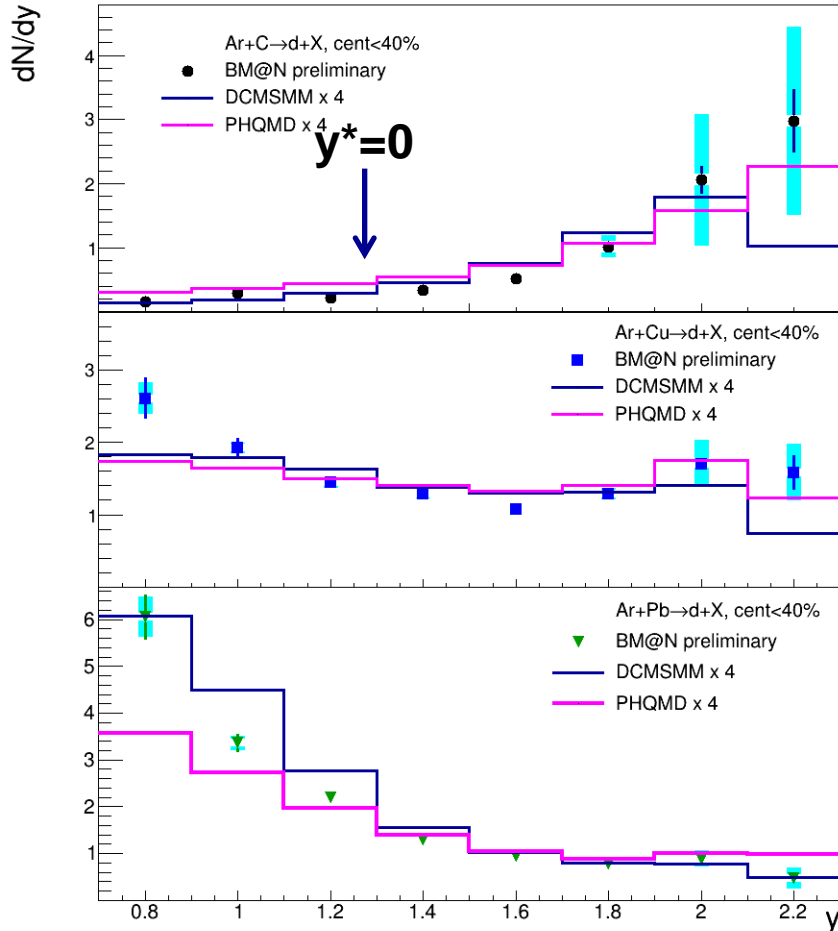 dN/dy
4
3
2
1
Ar+C→d+X, cent<40%
BM@N preliminary
DCMSMM x 4
PHQMD x 4
y*=0
3
2
1
Ar+Cu→d+X, cent<40%
BM@N preliminary
DCMSMM x 4
PHQMD x 4
6
5
4
3
2
1
Ar+Pb→d+X, cent<40%
BM@N preliminary
DCMSMM x 4
PHQMD x 4
0.8 1 1.2 1.4 1.6 1.8 2 2.2 y